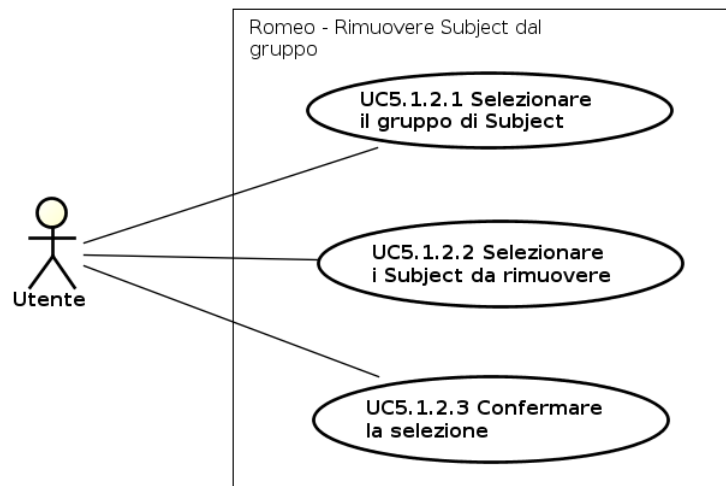 Romeo - Rimuovere Subject dal
gruppo
UC5.1.2.1 Selezionare
il gruppo di Subject
UC5.1.2.2 Selezionare
i Subject da rimuovere
Utente
UC5.1.2.3 Confermare
la selezione